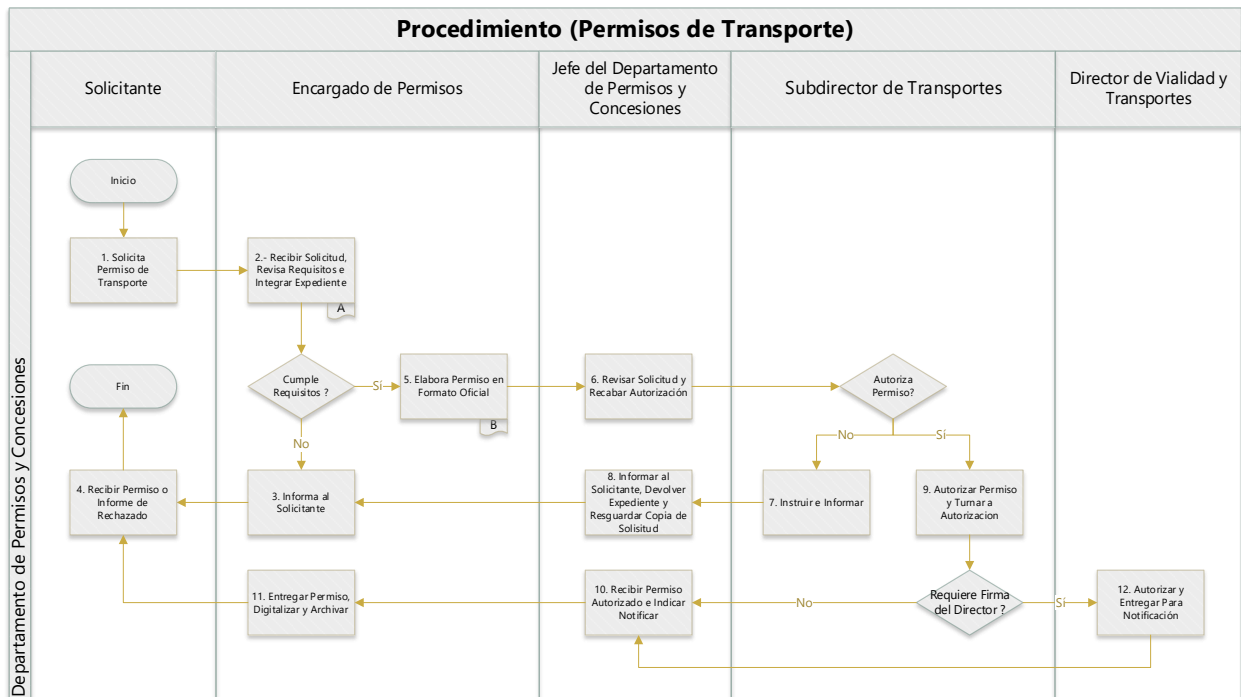 Procedimiento (Permisos de Transporte)
Departamento de Permisos y Concesiones
Solicitante
Encargado de Permisos
Jefe del Departamento
de Permisos y
Concesiones
Subdirector de Transportes
Director de Vialidad y
Transportes
Inicio
1. Solicita
Permiso de
Transporte
2.- Recibir Solicitud,
Revisa Requisitos e
Integrar Expediente
A
Cumple
Requisitos ?
Sí
No
5. Elabora Permiso en
Formato Oficial
B
6. Revisar Solicitud y
Recabar Autorización
Autoriza
Permiso?
No
Sí
Fin
4. Recibir Permiso o
Informe de
Rechazado
3. Informa al
Solicitante
8. Informar al
Solicitante, Devolver
Expediente y
Resguardar Copia de
Solisitud
7. Instruir e Informar
9. Autorizar Permiso
y Turnar a
Autorizacion
11. Entregar Permiso,
Digitalizar y Archivar
10. Recibir Permiso
Autorizado e Indicar
Notificar
No
Requiere Firma
del Director ?
Sí
12. Autorizar y
Entregar Para
Notificación